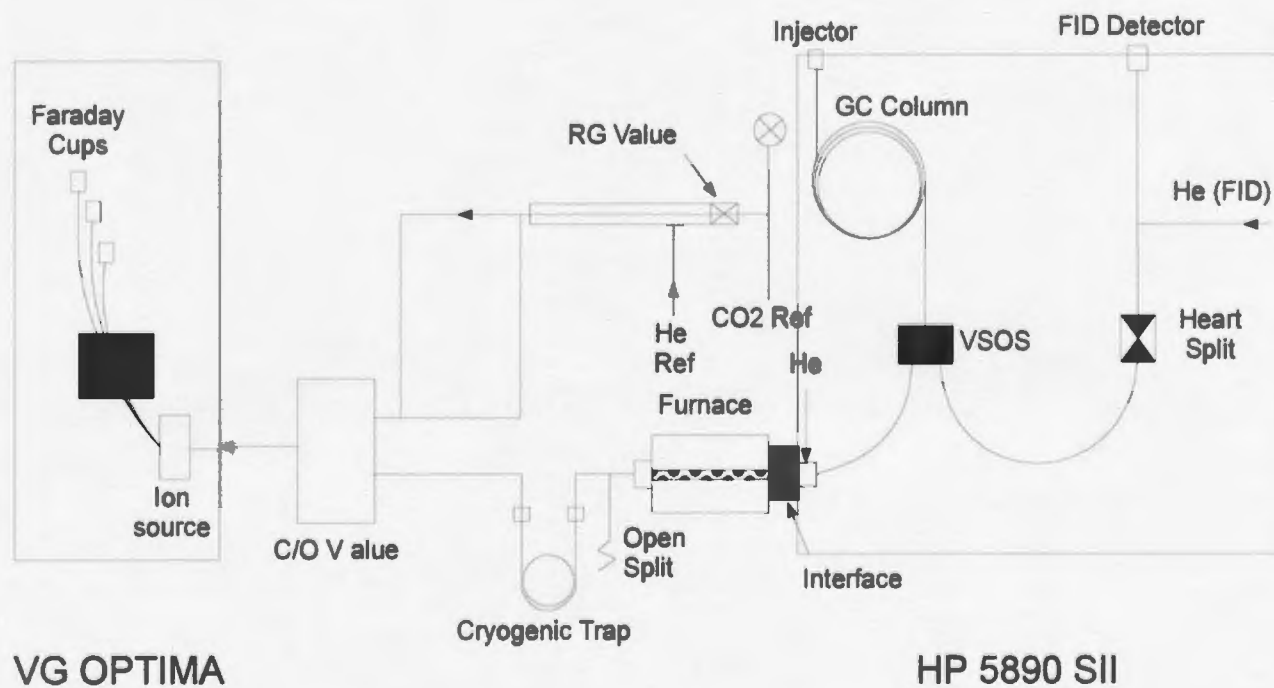 Injector
FID Detector
Faraday
Cups
GC Column
RG Value
He (FID)
CO2 Ref
He
Ref
He
VSOS
Heart
Split
Furnace
Ion
source
C/O V alue
Open
Split
Interface
Cryogenic Trap
VG OPTIMA
HP 5890 SII